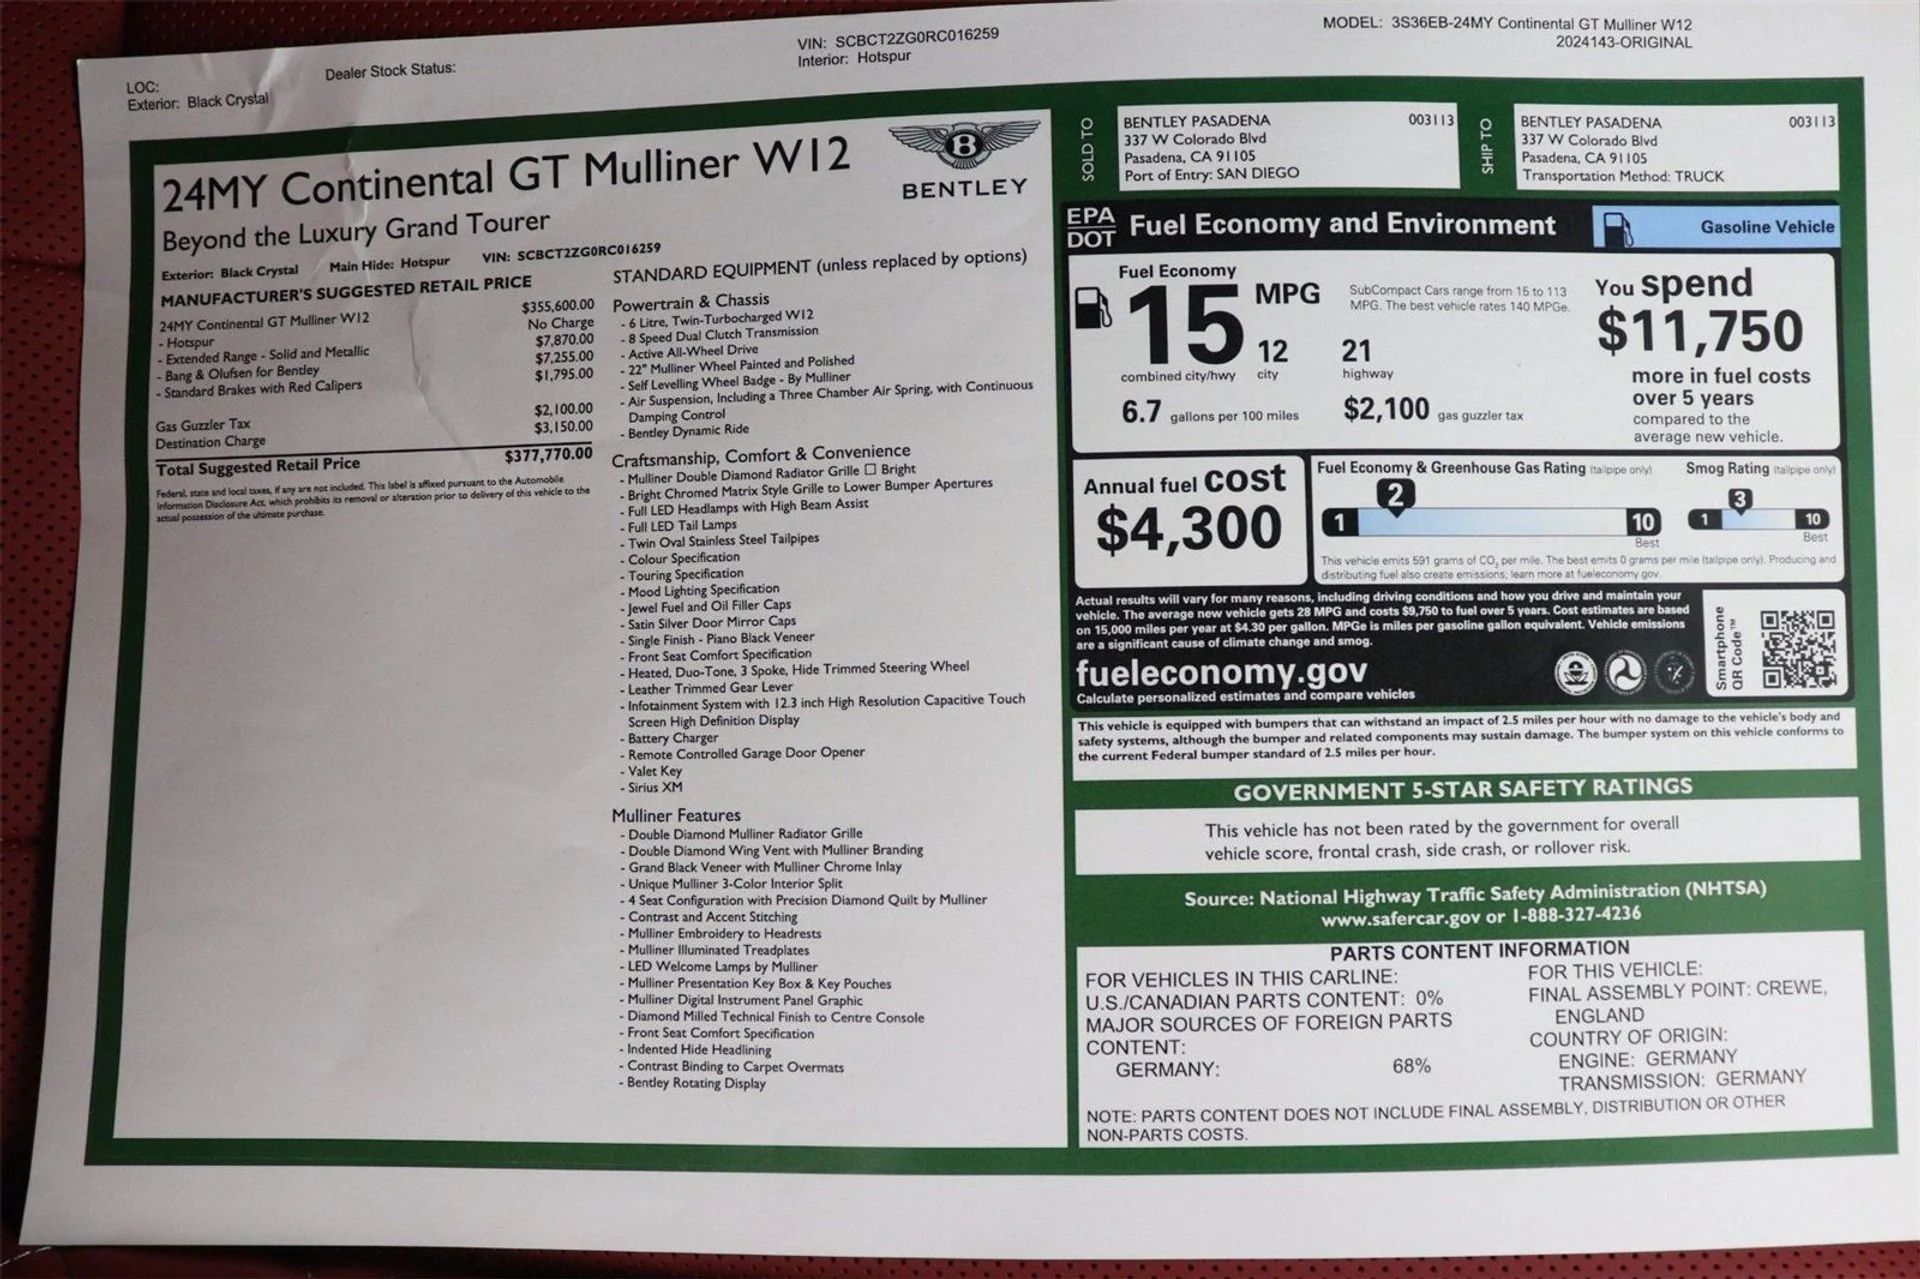 LOC:
Exterior: Black Crystal
Dealer Stock Status:
VIN: SCBCT2ZG0RC016259
Interior: Hotspur
MODEL: 3S36EB-24MY Continental GT Mulliner W12
2024143-ORIGINAL
24MY Continental GT Mulliner W12
Beyond the Luxury Grand Tourer
B
BENTLEY
Exterior: Black Crystal Main Hide: Hotspur VIN: SCBCT2ZG0RC016259
MANUFACTURER'S SUGGESTED RETAIL PRICE
24MY Continental GT Mulliner W12 $355,600.00
- Hotspur No Charge
- Extended Range - Solid and Metallic $7,870.00
- Bang & Olufsen for Bentley $7,255.00
- Standard Brakes with Red Calipers $1,795.00
Gas Guzzler Tax $2,100.00
Destination Charge $3,150.00
Total Suggested Retail Price $377,770.00
Federal, state and local taxes, if any are not included. This label is affixed pursuant to the Automobile
Information Disclosure Act, which prohibits its removal or alteration prior to delivery of this vehicle to the
actual possession of the ultimate purchase.
STANDARD EQUIPMENT (unless replaced by options)
Powertrain & Chassis
- 6 Litre, Twin-Turbocharged W12
- 8 Speed Dual Clutch Transmission
- Active All-Wheel Drive
- 22" Mulliner Wheel Painted and Polished
- Self Levelling Wheel Badge - By Mulliner
- Air Suspension, Including a Three Chamber Air Spring, with Continuous
Damping Control
- Bentley Dynamic Ride
Craftsmanship, Comfort & Convenience
- Mulliner Double Diamond Radiator Grille □ Bright
- Bright Chromed Matrix Style Grille to Lower Bumper Apertures
- Full LED Headlamps with High Beam Assist
- Full LED Tail Lamps
- Twin Oval Stainless Steel Tailpipes
- Colour Specification
- Touring Specification
- Mood Lighting Specification
- Jewel Fuel and Oil Filler Caps
- Satin Silver Door Mirror Caps
- Single Finish - Piano Black Veneer
- Front Seat Comfort Specification
- Heated, Duo-Tone, 3 Spoke, Hide Trimmed Steering Wheel
- Leather Trimmed Gear Lever
- Infotainment System with 12.3 inch High Resolution Capacitive Touch
Screen High Definition Display
- Battery Charger
- Remote Controlled Garage Door Opener
- Valet Key
- Sirius XM
Mulliner Features
- Double Diamond Mulliner Radiator Grille
- Double Diamond Wing Vent with Mulliner Branding
- Grand Black Veneer with Mulliner Chrome Inlay
- Unique Mulliner 3-Color Interior Split
- 4 Seat Configuration with Precision Diamond Quilt by Mulliner
- Contrast and Accent Stitching
- Mulliner Embroidery to Headrests
- Mulliner Illuminated Treadplates
- LED Welcome Lamps by Mulliner
- Mulliner Presentation Key Box & Key Pouches
- Mulliner Digital Instrument Panel Graphic
- Diamond Milled Technical Finish to Centre Console
- Front Seat Comfort Specification
- Indented Hide Headlining
- Contrast Binding to Carpet Overmats
- Bentley Rotating Display
SOLD TO
BENTLEY PASADENA 003113
337 W Colorado Blvd
Pasadena, CA 91105
Port of Entry: SAN DIEGO
SHIP TO
BENTLEY PASADENA 003113
337 W Colorado Blvd
Pasadena, CA 91105
Transportation Method: TRUCK
EPA
DOT
Fuel Economy and Environment
Gasoline Vehicle
Fuel Economy
15 MPG
combined city/hwy
12
city
21
highway
SubCompact Cars range from 15 to 113
MPG. The best vehicle rates 140 MPGe.
6.7 gallons per 100 miles
$2,100 gas guzzler tax
You spend
$11,750
more in fuel costs
over 5 years
compared to the
average new vehicle.
Annual fuel cost
$4,300
Fuel Economy & Greenhouse Gas Rating (tailpipe only)
2
1 10
Best
Smog Rating (tailpipe only)
3
1 10
Best
This vehicle emits 591 grams of CO2 per mile. The best emits 0 grams per mile (tailpipe only). Producing and
distributing fuel also create emissions; learn more at fueleconomy.gov.
Actual results will vary for many reasons, including driving conditions and how you drive and maintain your
vehicle. The average new vehicle gets 28 MPG and costs $9,750 to fuel over 5 years. Cost estimates are based
on 15,000 miles per year at $4.30 per gallon. MPGe is miles per gasoline gallon equivalent. Vehicle emissions
are a significant cause of climate change and smog.
fueleconomy.gov
Calculate personalized estimates and compare vehicles
Smartphone
QR Code™
This vehicle is equipped with bumpers that can withstand an impact of 2.5 miles per hour with no damage to the vehicle's body and
safety systems, although the bumper and related components may sustain damage. The bumper system on this vehicle conforms to
the current Federal bumper standard of 2.5 miles per hour.
GOVERNMENT 5-STAR SAFETY RATINGS
This vehicle has not been rated by the government for overall
vehicle score, frontal crash, side crash, or rollover risk.
Source: National Highway Traffic Safety Administration (NHTSA)
www.safercar.gov or 1-888-327-4236
PARTS CONTENT INFORMATION
FOR VEHICLES IN THIS CARLINE:
U.S./CANADIAN PARTS CONTENT: 0%
MAJOR SOURCES OF FOREIGN PARTS
CONTENT:
GERMANY: 68%
FOR THIS VEHICLE:
FINAL ASSEMBLY POINT: CREWE,
ENGLAND
COUNTRY OF ORIGIN:
ENGINE: GERMANY
TRANSMISSION: GERMANY
NOTE: PARTS CONTENT DOES NOT INCLUDE FINAL ASSEMBLY, DISTRIBUTION OR OTHER
NON-PARTS COSTS.